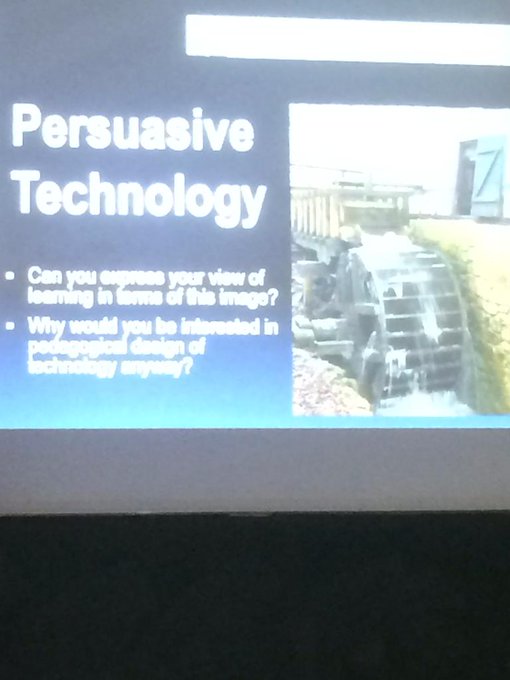 Persuasive
Technology
▪ Can you express your view of
learning in terms of this image?
▪ Why would you be interested in
pedagogical design of
technology anyway?